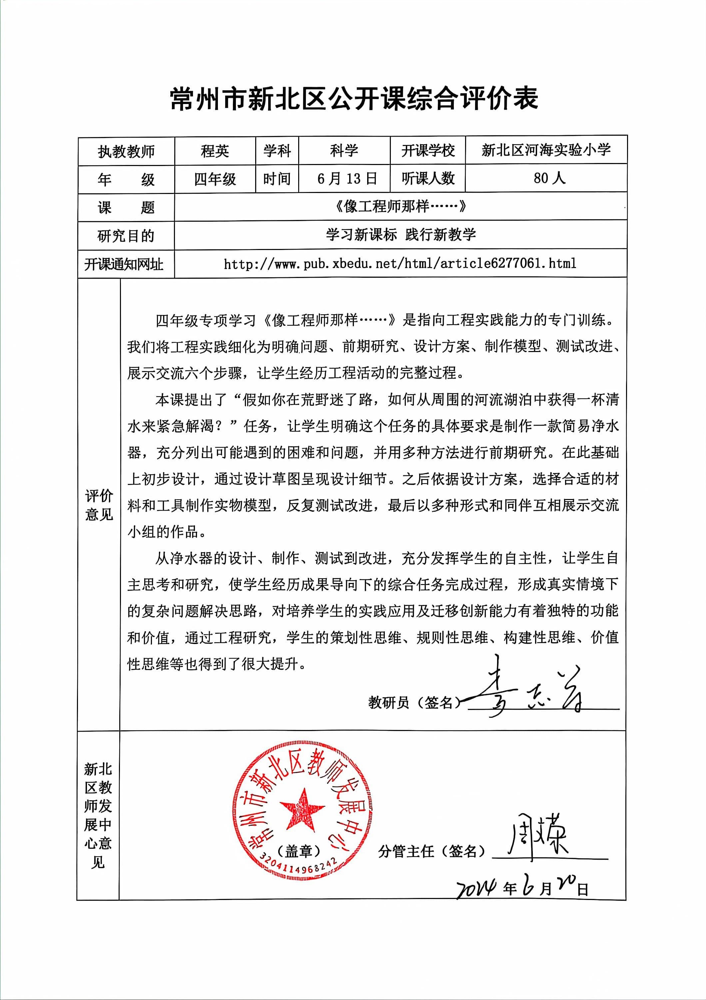 常州市新北区公开课综合评价表
执教教师 程英 学科 科学 开课学校 新北区河海实验小学
年 级 四年级 时间 6 月 13 日 听课人数 80 人
课 题 《像工程师那样……》
研究目的 学习新课标 践行新教学
开课通知网址 http://www.pub.xbedu.net/html/article6277061.html
评价
意见
四年级专项学习《像工程师那样……》是指向工程实践能力的专门训练。
我们将工程实践细化为明确问题、前期研究、设计方案、制作模型、测试改进、
展示交流六个步骤，让学生经历工程活动的完整过程。
本课提出了“假如你在荒野迷了路，如何从周围的河流湖泊中获得一杯清
水来紧急解渴？”任务，让学生明确这个任务的具体要求是制作一款简易净水
器，充分列出可能遇到的困难和问题，并用多种方法进行前期研究。在此基础
上初步设计，通过设计草图呈现设计细节。之后依据设计方案，选择合适的材
料和工具制作实物模型，反复测试改进，最后以多种形式和同伴互相展示交流
小组的作品。
从净水器的设计、制作、测试到改进，充分发挥学生的自主性，让学生自
主思考和研究，使学生经历成果导向下的综合任务完成过程，形成真实情境下
的复杂问题解决思路，对培养学生的实践应用及迁移创新能力有着独特的功能
和价值，通过工程研究，学生的策划性思维、规则性思维、构建性思维、价值
性思维等也得到了很大提升。
教研员（签名）
新北
区教
师发
展中
心意
见
常州市新北区教师发展中心
（盖章）
3204114968242
分管主任（签名）周文荣
2024 年 6 月 20 日